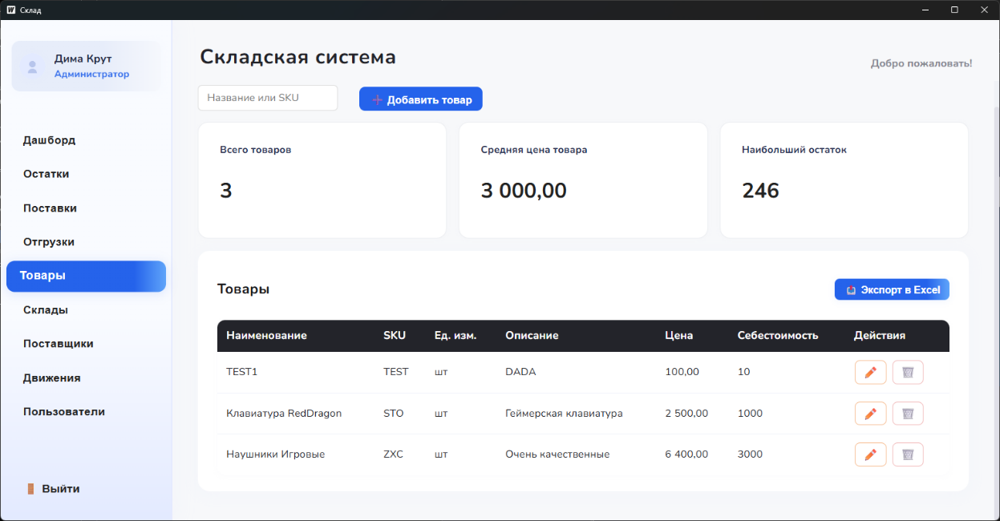 Склад
Дима Крут
Администратор
Дашборд
Остатки
Поставки
Отгрузки
Товары
Склады
Поставщики
Движения
Пользователи
Выйти
Складская система
Добро пожаловать!
Название или SKU
Добавить товар
Всего товаров
3
Средняя цена товара
3 000,00
Наибольший остаток
246
Товары
Экспорт в Excel
Наименование SKU Ед. изм. Описание Цена Себестоимость Действия
TEST1 TEST шт DADA 100,00 10
Клавиатура RedDragon STO шт Геймерская клавиатура 2 500,00 1000
Наушники Игровые ZXC шт Очень качественные 6 400,00 3000